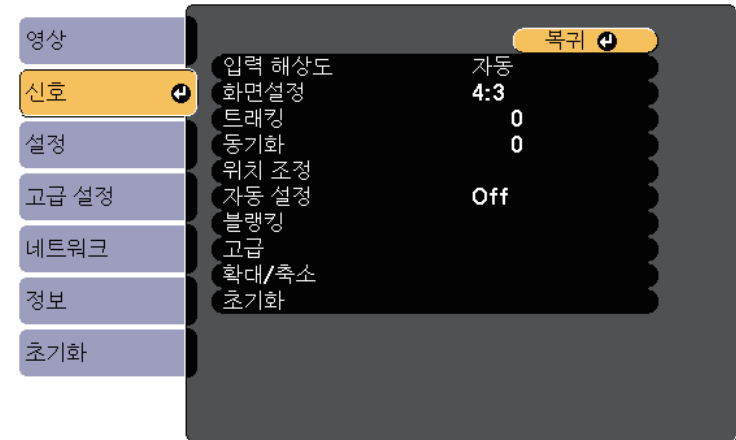 영상
신호
설정
고급 설정
네트워크
정보
초기화
복귀
입력 해상도 자동
화면설정 4:3
트래킹 0
동기화 0
위치 조정
자동 설정 Off
블랭킹
고급
확대/축소
초기화